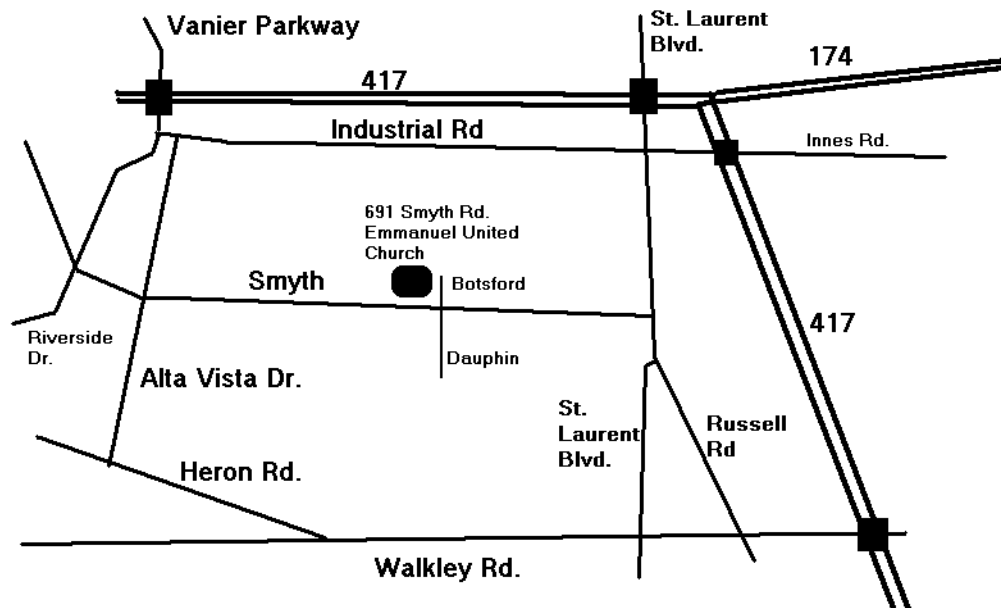 Vanier Parkway
St. Laurent
Blvd.
417
174
Industrial Rd
Innes Rd.
691 Smyth Rd.
Emmanuel United
Church
Smyth
Botsford
417
Riverside
Dr.
Dauphin
Alta Vista Dr.
St.
Laurent
Blvd.
Russell
Rd
Heron Rd.
Walkley Rd.